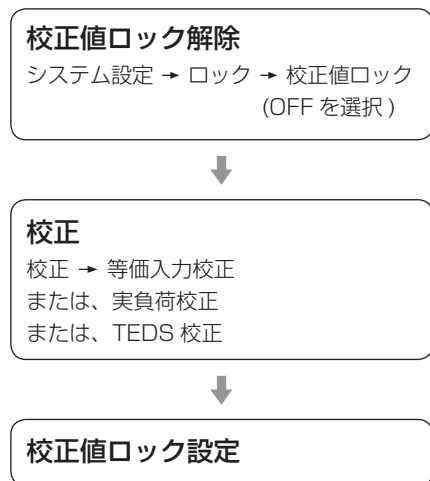 校正値ロック解除
システム設定 → ロック → 校正値ロック
(OFF を選択 )
校正
校正 → 等価入力校正
または、実負荷校正
または、TEDS 校正
校正値ロック設定